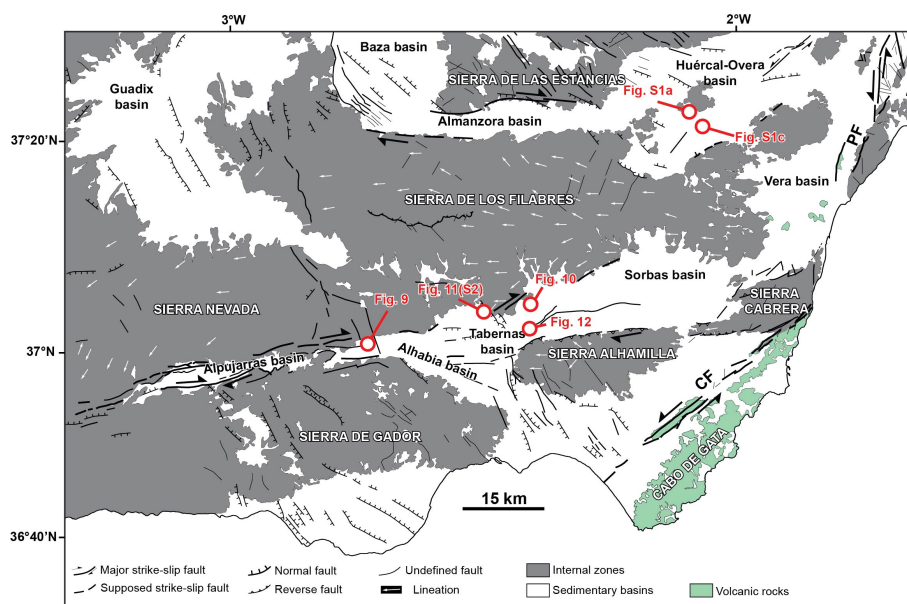 3°W
2°W
Baza basin
Huércal-Overa
basin
SIERRA DE LAS ESTANCIAS
Guadix
basin
Fig. S1a
Almanzora basin
37°20'N
Fig. S1c
PF
Vera basin
SIERRA DE LOS FILABRES
Sorbas basin
Fig. 10
Fig. 11(S2)
Fig. 9
SIERRA NEVADA
SIERRA
CABRERA
Fig. 12
Tabernas
basin
37°N
SIERRA ALHAMILLA
Alhabia basin
Alpujarras basin
CF
SIERRA DE GADOR
CABO DE GATA
15 km
36°40'N
Major strike-slip fault
Normal fault
Undefined fault
Internal zones
Supposed strike-slip fault
Reverse fault
Lineation
Sedimentary basins
Volcanic rocks